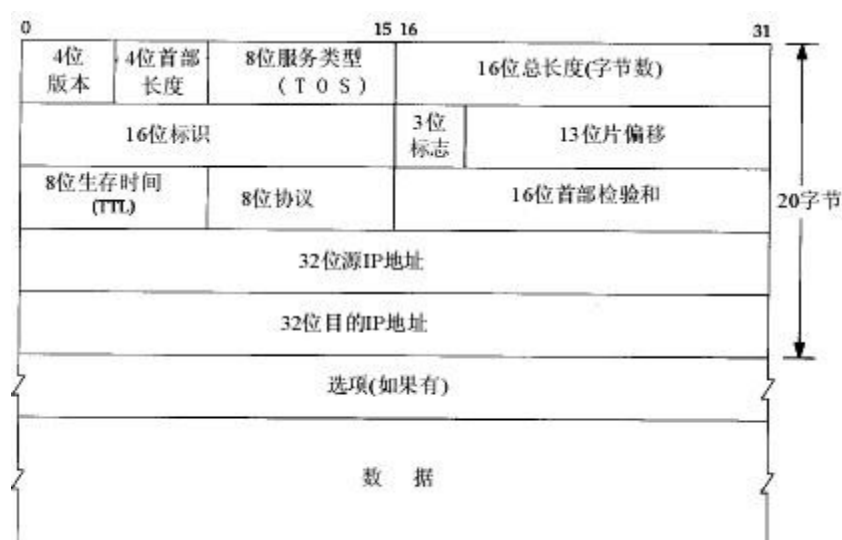 0
15 16
31
4位
版本
4位首部
长度
8位服务类型
(TOS)
16位总长度(字节数)
16位标识
3位
标志
13位片偏移
8位生存时间
(TTL)
8位协议
16位首部检验和
20字节
32位源IP地址
32位目的IP地址
选项(如果有)
数 据